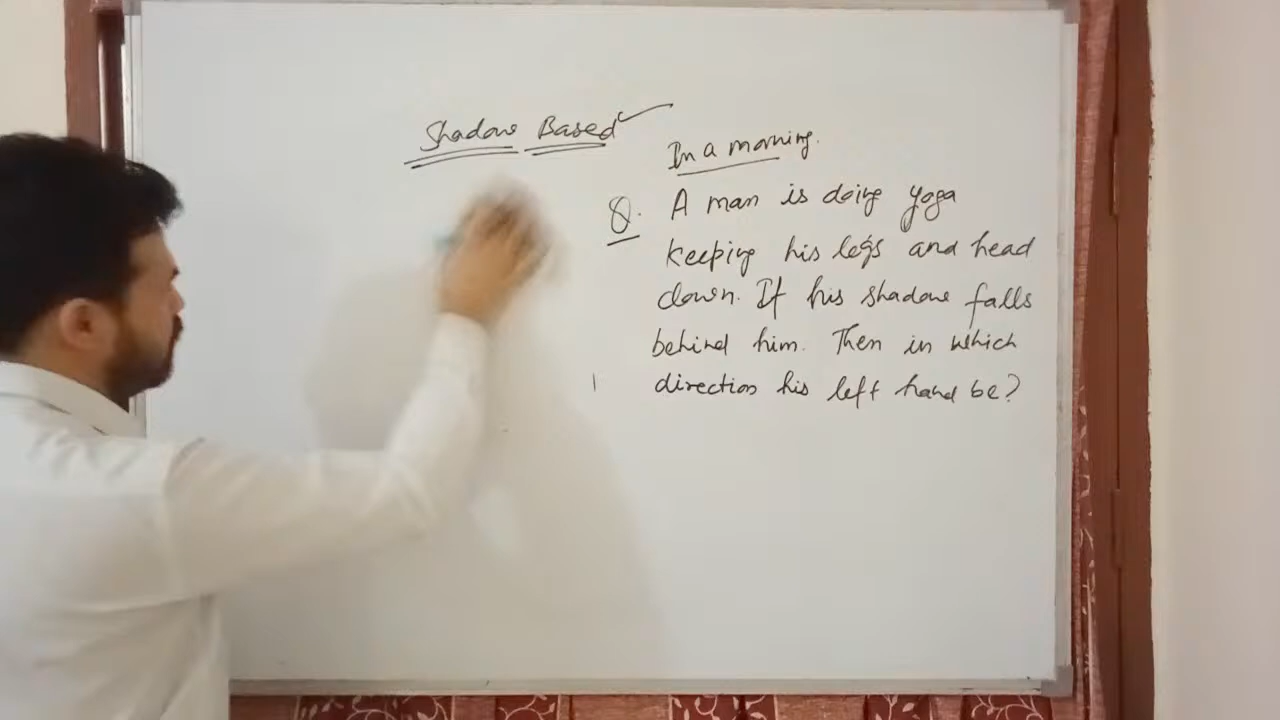 Shadow Based
In a morning.
Q. A man is doing yoga
keeping his legs and head
down. If his shadow falls
behind him. Then in which
direction his left hand be?